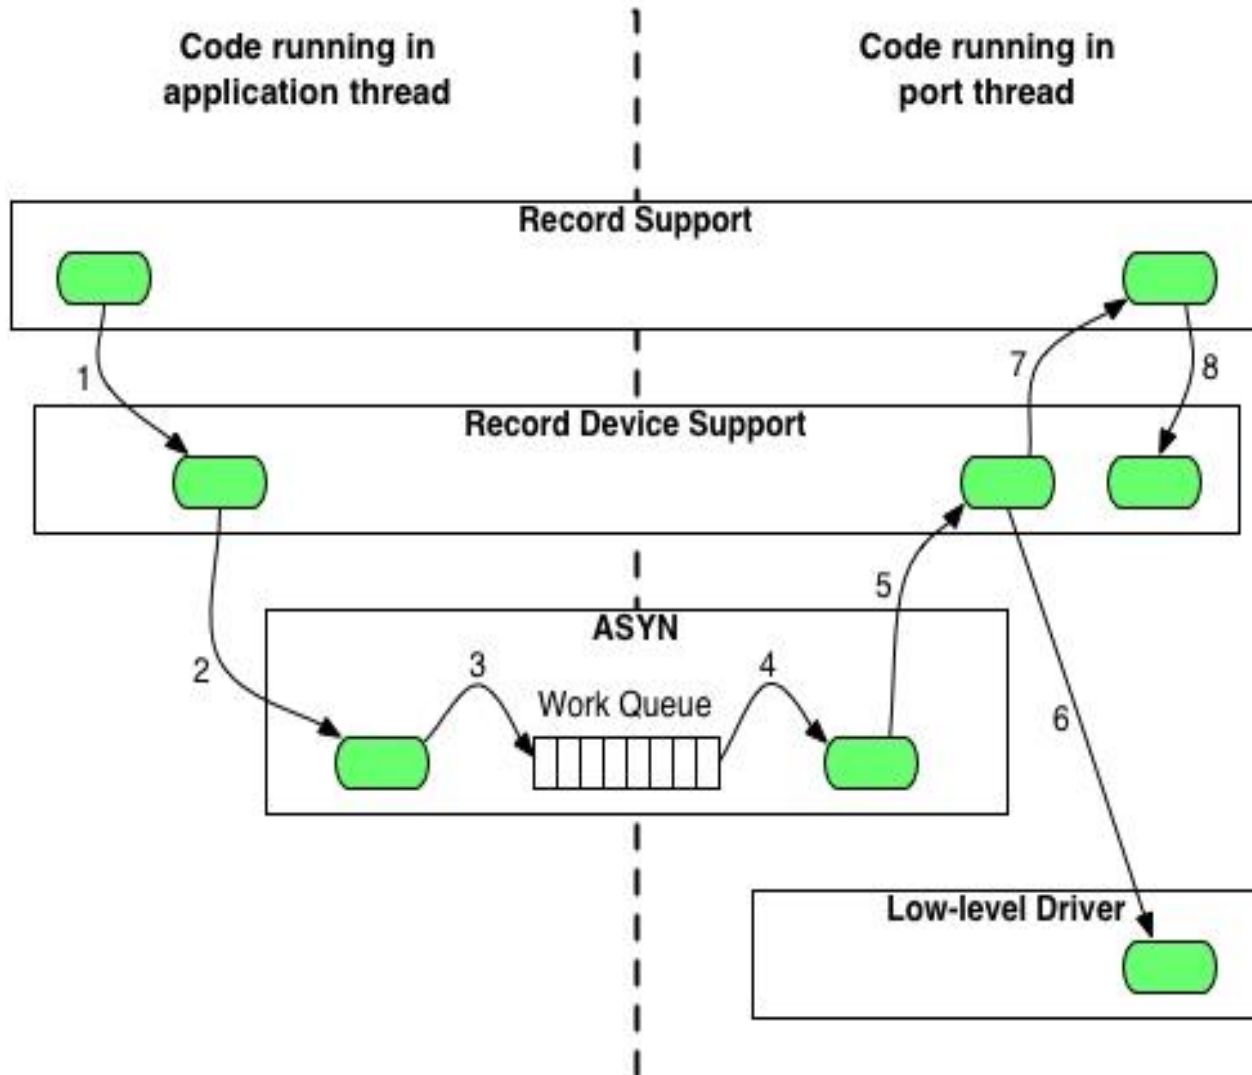 Code running in
application thread
Code running in
port thread
Record Support
1
7
8
Record Device Support
2
5
ASYN
3
4
Work Queue
6
Low-level Driver